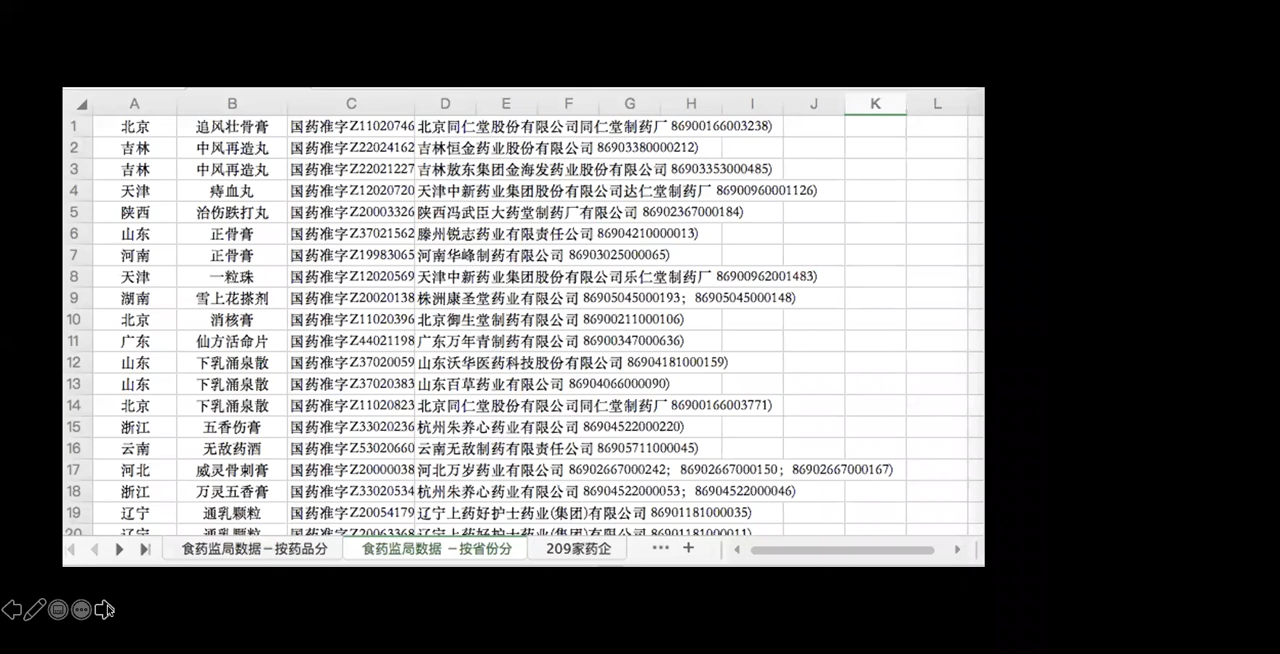 A B C D E F G H I J K L
1 北京 追风壮骨膏 国药准字Z11020746 北京同仁堂股份有限公司同仁堂制药厂 86900166003238)
2 吉林 中风再造丸 国药准字Z22024162 吉林恒金药业股份有限公司 86903380000212)
3 吉林 中风再造丸 国药准字Z22021227 吉林敖东集团金海发药业股份有限公司 86903353000485)
4 天津 痔血丸 国药准字Z12020720 天津中新药业集团股份有限公司达仁堂制药厂 86900960001126)
5 陕西 治伤跌打丸 国药准字Z20003326 陕西冯武臣大药堂制药厂有限公司 86902367000184)
6 山东 正骨膏 国药准字Z37021562 滕州锐志药业有限责任公司 86904210000013)
7 河南 正骨膏 国药准字Z19983065 河南华峰制药有限公司 86903025000065)
8 天津 一粒珠 国药准字Z12020569 天津中新药业集团股份有限公司乐仁堂制药厂 86900962001483)
9 湖南 雪上花搽剂 国药准字Z20020138 株洲康圣堂药业有限公司 86905045000193；86905045000148)
10 北京 消核膏 国药准字Z11020396 北京御生堂制药有限公司 86900211000106)
11 广东 仙方活命片 国药准字Z44021198 广东万年青制药有限公司 86900347000636)
12 山东 下乳涌泉散 国药准字Z37020059 山东沃华医药科技股份有限公司 86904181000159)
13 山东 下乳涌泉散 国药准字Z37020383 山东百草药业有限公司 86904066000090)
14 北京 下乳涌泉散 国药准字Z11020823 北京同仁堂股份有限公司同仁堂制药厂 86900166003771)
15 浙江 五香伤膏 国药准字Z33020236 杭州朱养心药业有限公司 86904522000220)
16 云南 无敌药酒 国药准字Z53020660 云南无敌制药有限责任公司 86905711000045)
17 河北 威灵骨刺膏 国药准字Z20000038 河北万岁药业有限公司 86902667000242；86902667000150；86902667000167)
18 浙江 万灵五香膏 国药准字Z33020534 杭州朱养心药业有限公司 86904522000053；86904522000046)
19 辽宁 通乳颗粒 国药准字Z20054179 辽宁上药好护士药业(集团)有限公司 86901181000035)
20 辽宁 通乳颗粒 国药准字Z20063368 辽宁上药好护士药业(集团)有限公司 86901181000011)
食药监局数据－按药品分 食药监局数据 －按省份分 209家药企 ··· +